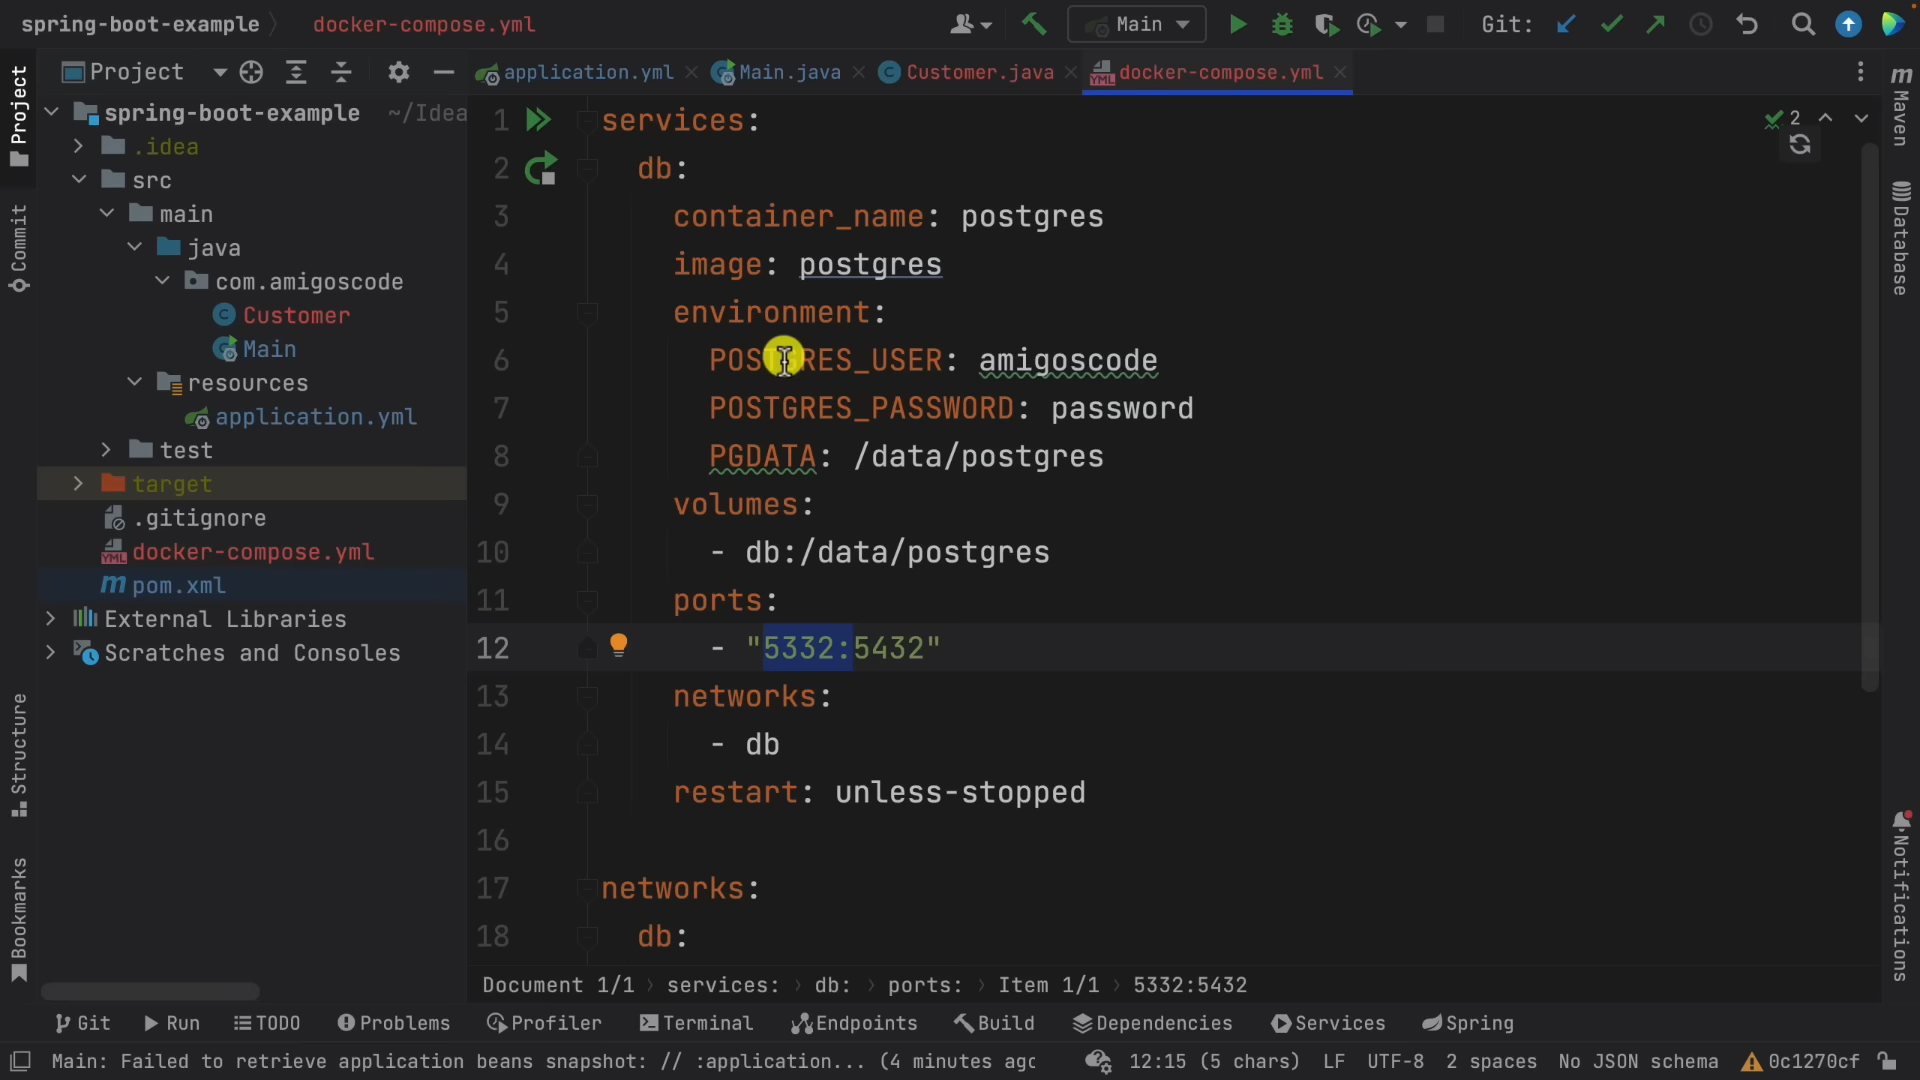 spring-boot-example
docker-compose.yml
Main
Git:
Project
application.yml
Main.java
Customer.java
docker-compose.yml
spring-boot-example ~/Idea
.idea
src
main
java
com.amigoscode
Customer
Main
resources
application.yml
test
target
.gitignore
docker-compose.yml
pom.xml
External Libraries
Scratches and Consoles
Project
Commit
Structure
Bookmarks
1 services:
2 db:
3 container_name: postgres
4 image: postgres
5 environment:
6 POSTGRES_USER: amigoscode
7 POSTGRES_PASSWORD: password
8 PGDATA: /data/postgres
9 volumes:
10 - db:/data/postgres
11 ports:
12 - "5332:5432"
13 networks:
14 - db
15 restart: unless-stopped
16
17 networks:
18 db:
2
Maven
Database
Notifications
Document 1/1 › services: › db: › ports: › Item 1/1 › 5332:5432
Git Run TODO Problems Profiler Terminal Endpoints Build Dependencies Services Spring
Main: Failed to retrieve application beans snapshot: // :application... (4 minutes ago 12:15 (5 chars) LF UTF-8 2 spaces No JSON schema 0c1270cf